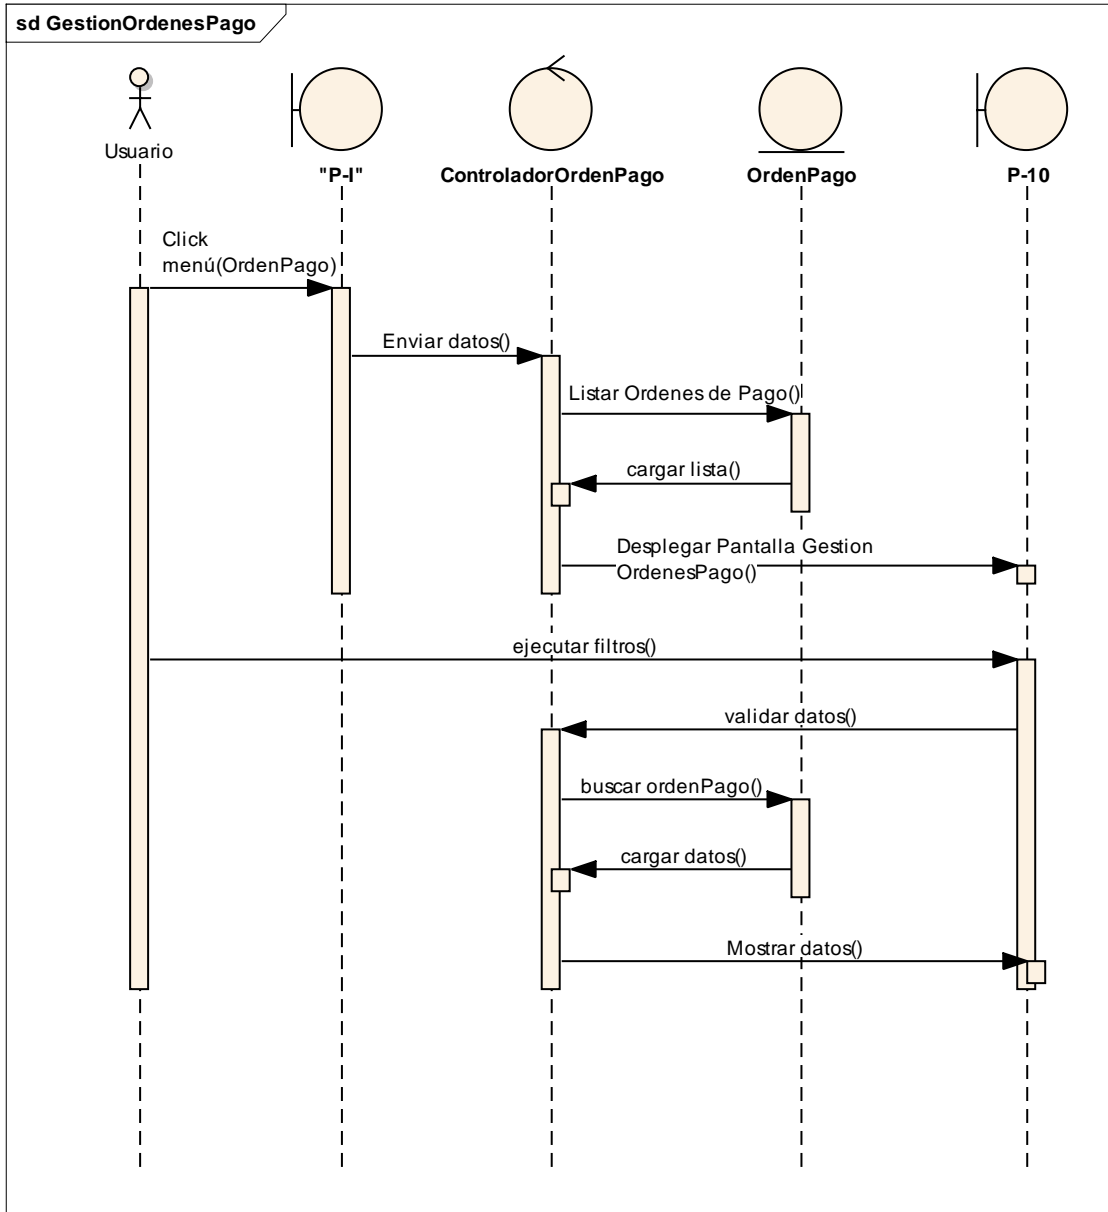 sd GestionOrdenesPago
Usuario
"P-I"
ControladorOrdenPago
OrdenPago
P-10
Click
menú(OrdenPago)
Enviar datos()
Listar Ordenes de Pago()
cargar lista()
Desplegar Pantalla Gestion
OrdenesPago()
ejecutar filtros()
validar datos()
buscar ordenPago()
cargar datos()
Mostrar datos()